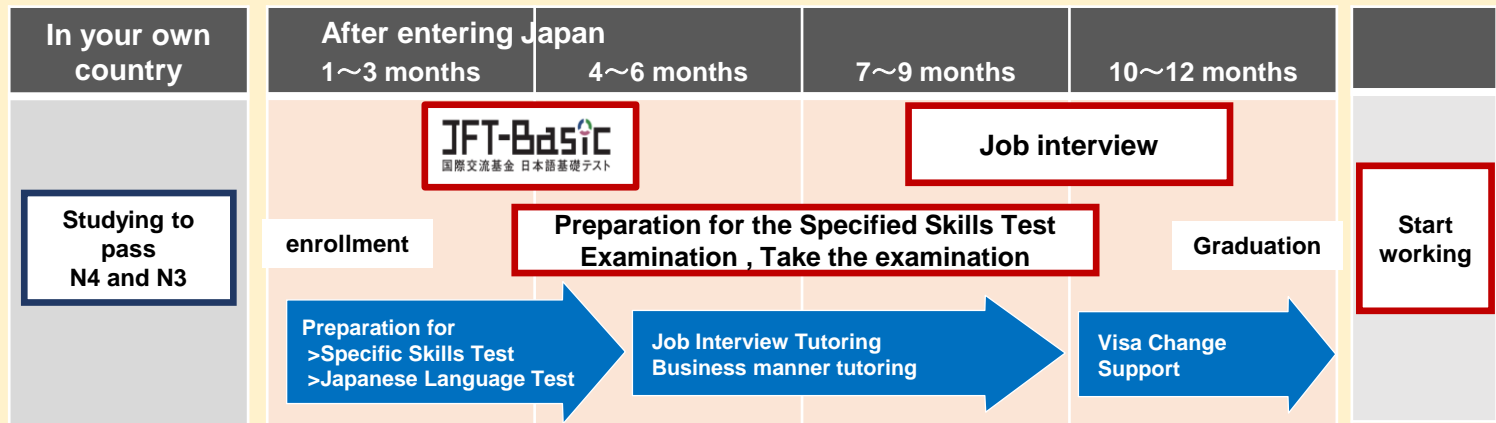 In your own
country
After entering Japan
1～3 months
4～6 months
7～9 months
10～12 months
JFT-Basic
国際交流基金 日本語基礎テスト
Job interview
Studying to
pass
N4 and N3
enrollment
Preparation for the Specified Skills Test
Examination , Take the examination
Graduation
Start
working
Preparation for
>Specific Skills Test
>Japanese Language Test
Job Interview Tutoring
Business manner tutoring
Visa Change
Support